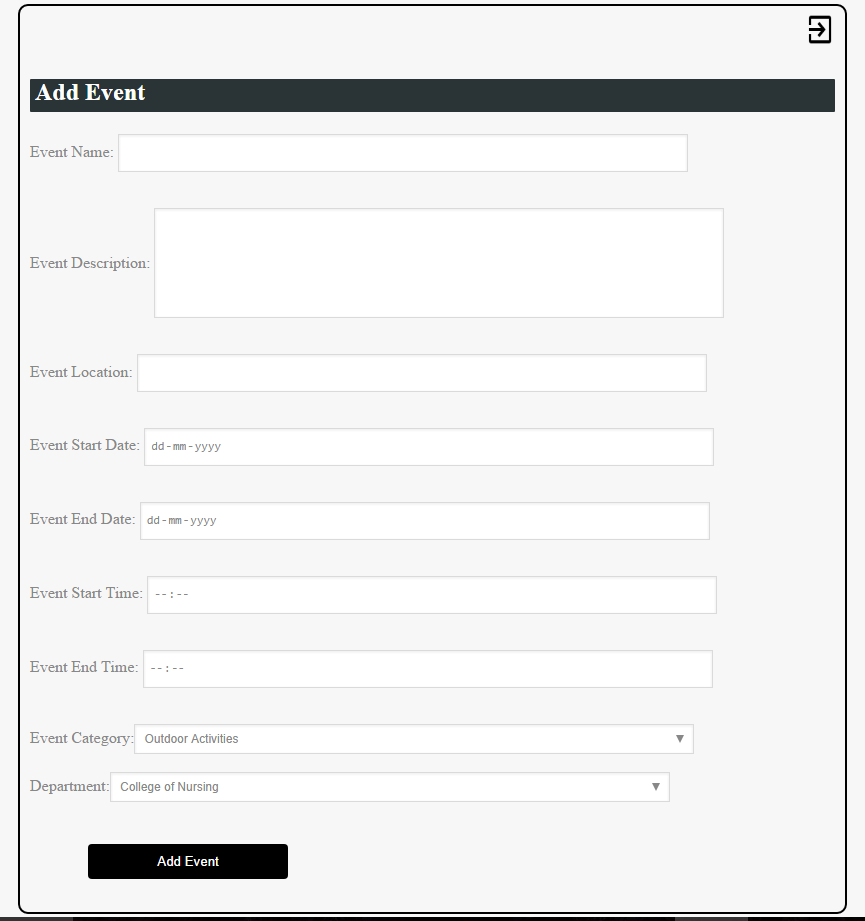 Add Event
Event Name:
Event Description:
Event Location:
Event Start Date: dd-mm-yyyy
Event End Date: dd-mm-yyyy
Event Start Time: --:--
Event End Time: --:--
Event Category: Outdoor Activities ▼
Department: College of Nursing ▼
Add Event